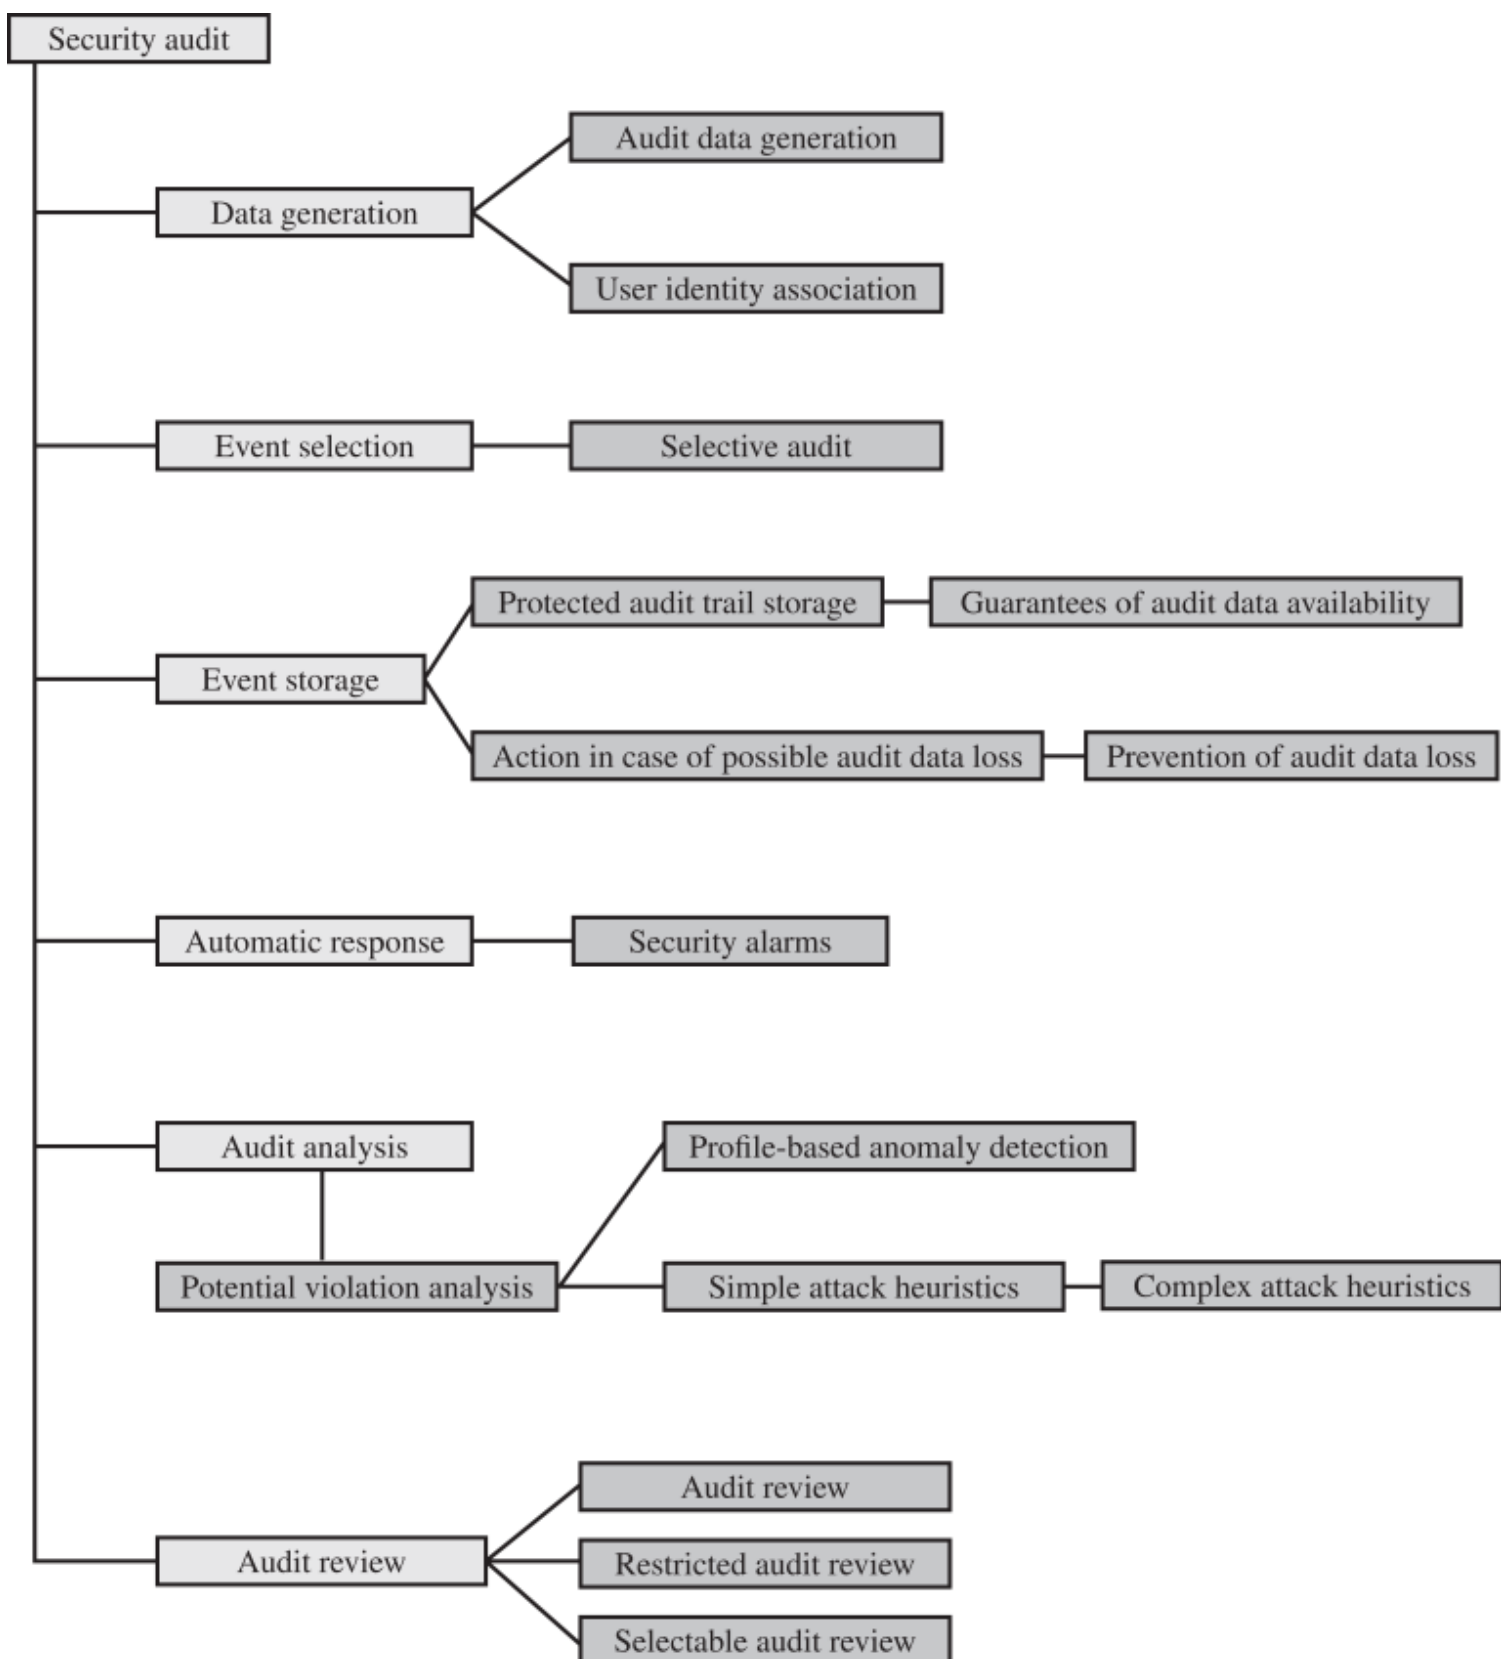 Security audit
Audit data generation
Data generation
User identity association
Event selection
Selective audit
Protected audit trail storage
Guarantees of audit data availability
Event storage
Action in case of possible audit data loss
Prevention of audit data loss
Automatic response
Security alarms
Audit analysis
Profile-based anomaly detection
Potential violation analysis
Simple attack heuristics
Complex attack heuristics
Audit review
Audit review
Restricted audit review
Selectable audit review